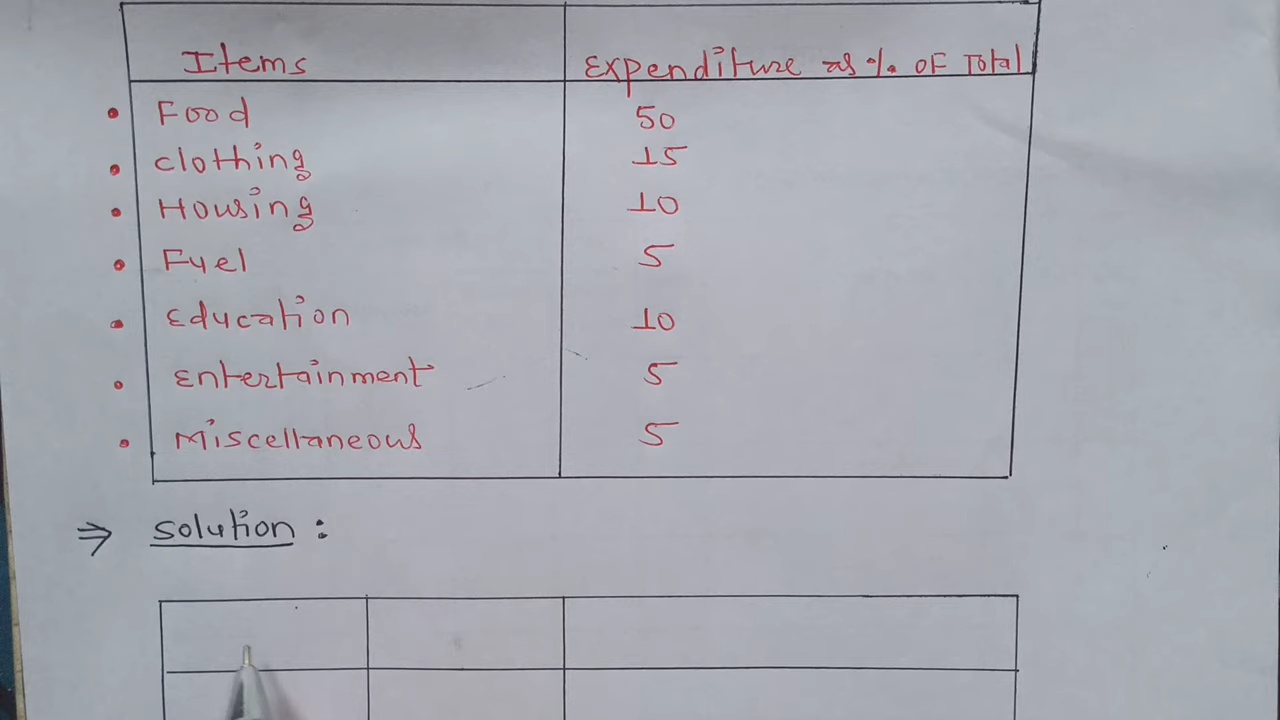 Items Expenditure as % OF Total
Food 50
Clothing 15
Housing 10
Fuel 5
Education 10
Entertainment 5
Miscellaneous 5
⇒ Solution :